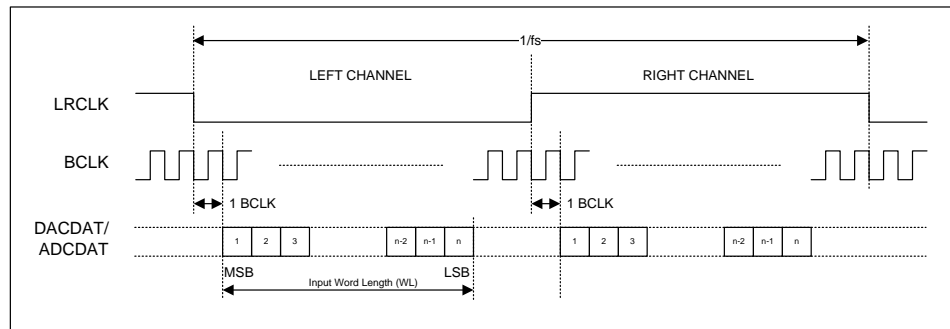 1/fs
LEFT CHANNEL
RIGHT CHANNEL
LRCLK
BCLK
1 BCLK
1 BCLK
DACDAT/
ADCDAT
1 2 3 n-2 n-1 n
1 2 3 n-2 n-1 n
MSB
LSB
Input Word Length (WL)